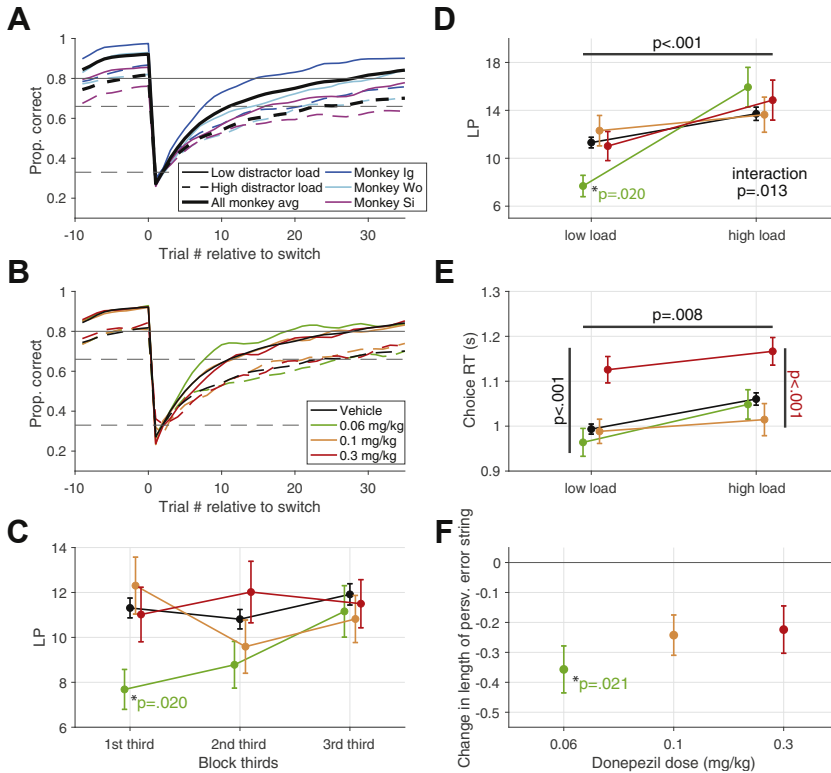 A
Prop. correct
1
0.8
0.6
0.4
0.2
-10
0
10
20
30
Trial # relative to switch
Low distractor load
High distractor load
All monkey avg
Monkey Ig
Monkey Wo
Monkey Si
B
Prop. correct
1
0.8
0.6
0.4
0.2
-10
0
10
20
30
Trial # relative to switch
Vehicle
0.06 mg/kg
0.1 mg/kg
0.3 mg/kg
C
LP
14
12
10
8
6
*p=.020
1st third
2nd third
3rd third
Block thirds
D
LP
18
14
10
6
p<.001
*p=.020
interaction
p=.013
low load
high load
E
Choice RT (s)
1.3
1.2
1.1
1
0.9
p=.008
p<.001
p<.001
low load
high load
F
Change in length of persv. error string
0
-0.1
-0.2
-0.3
-0.4
-0.5
*p=.021
0.06
0.1
0.3
Donepezil dose (mg/kg)